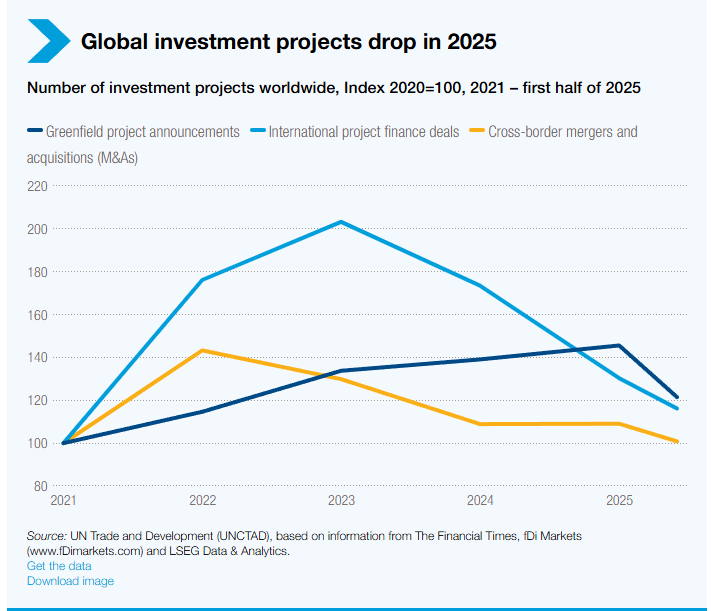 Global investment projects drop in 2025
Number of investment projects worldwide, Index 2020=100, 2021 – first half of 2025
Greenfield project announcements International project finance deals Cross-border mergers and
acquisitions (M&As)
220
200
180
160
140
120
100
80
2021 2022 2023 2024 2025
Source: UN Trade and Development (UNCTAD), based on information from The Financial Times, fDi Markets
(www.fDimarkets.com) and LSEG Data & Analytics.
Get the data
Download image